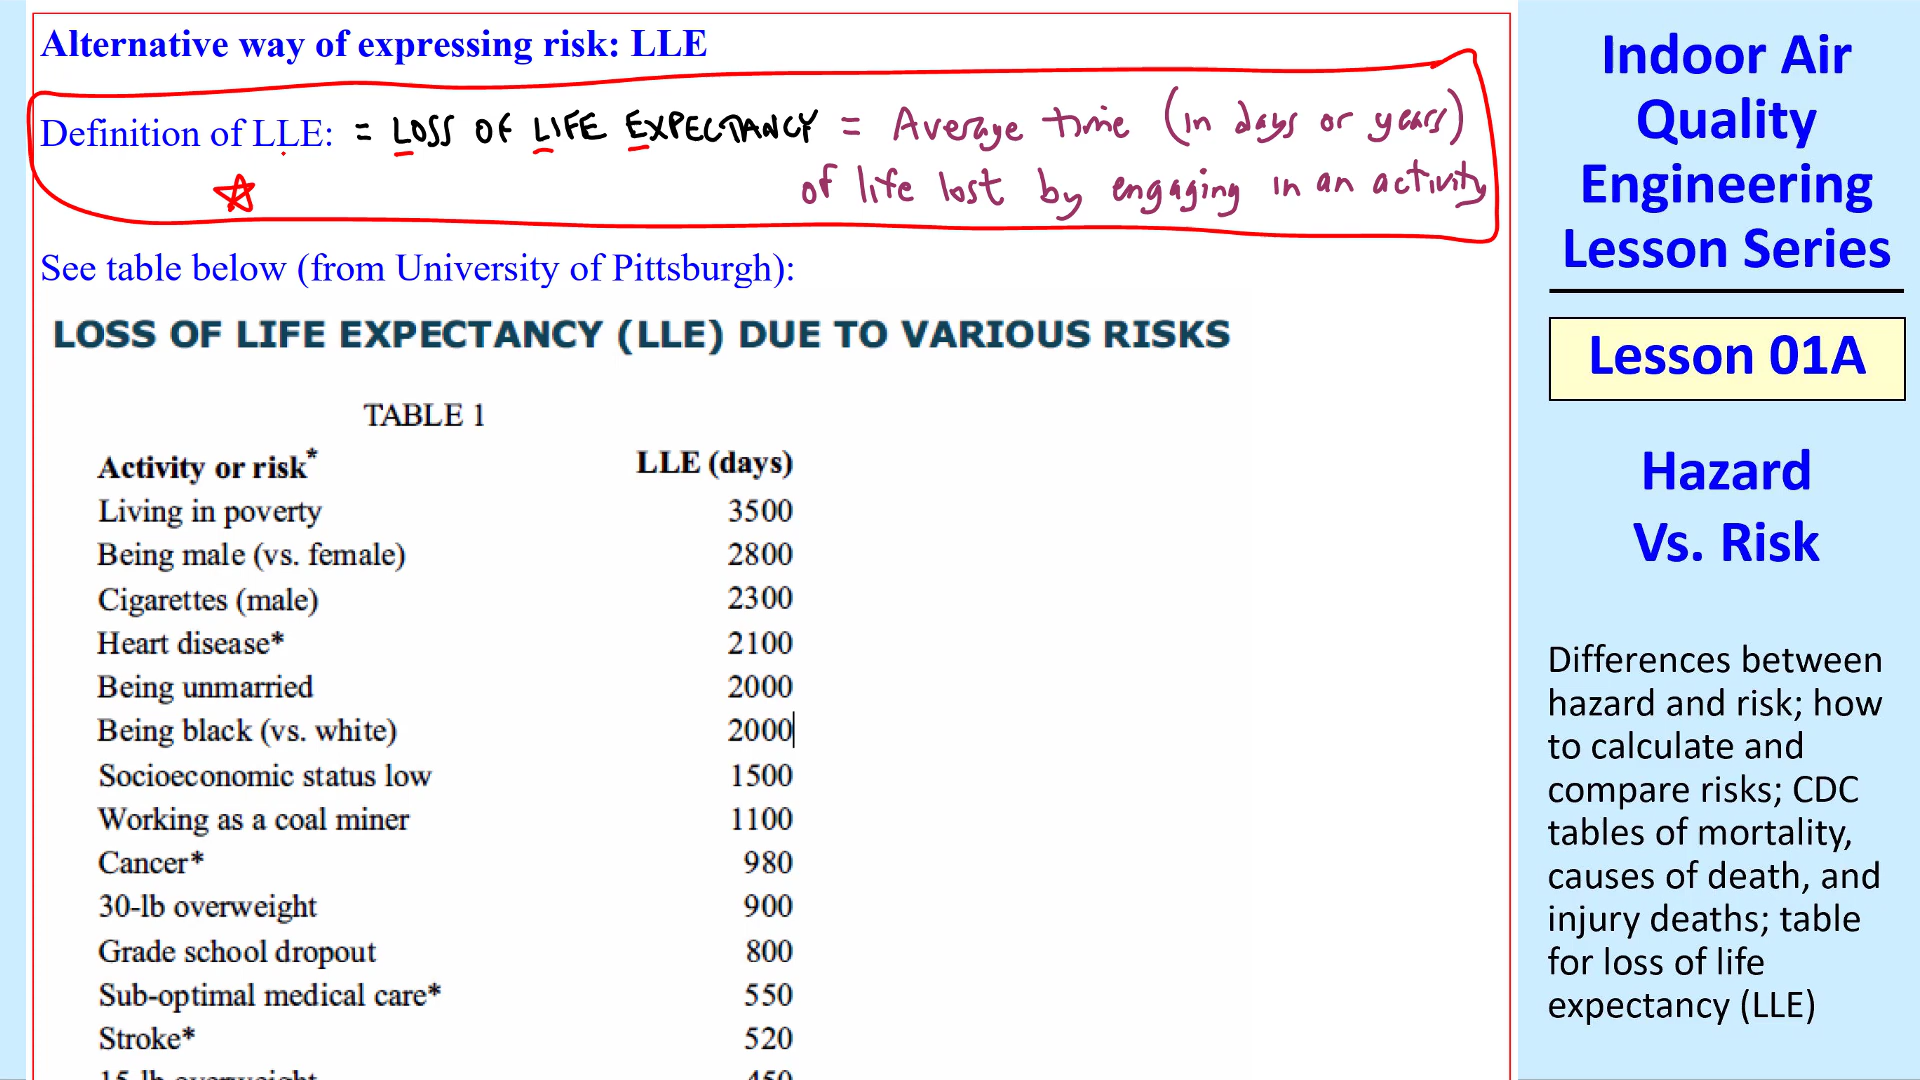 Alternative way of expressing risk: LLE
Definition of LLE: = LOSS OF LIFE EXPECTANCY = Average time (in days or years)
of life lost by engaging in an activity
See table below (from University of Pittsburgh):
LOSS OF LIFE EXPECTANCY (LLE) DUE TO VARIOUS RISKS
TABLE 1
Activity or risk* LLE (days)
Living in poverty 3500
Being male (vs. female) 2800
Cigarettes (male) 2300
Heart disease* 2100
Being unmarried 2000
Being black (vs. white) 2000
Socioeconomic status low 1500
Working as a coal miner 1100
Cancer* 980
30-lb overweight 900
Grade school dropout 800
Sub-optimal medical care* 550
Stroke* 520
15-lb overweight 450
Indoor Air
Quality
Engineering
Lesson Series
Lesson 01A
Hazard
Vs. Risk
Differences between
hazard and risk; how
to calculate and
compare risks; CDC
tables of mortality,
causes of death, and
injury deaths; table
for loss of life
expectancy (LLE)